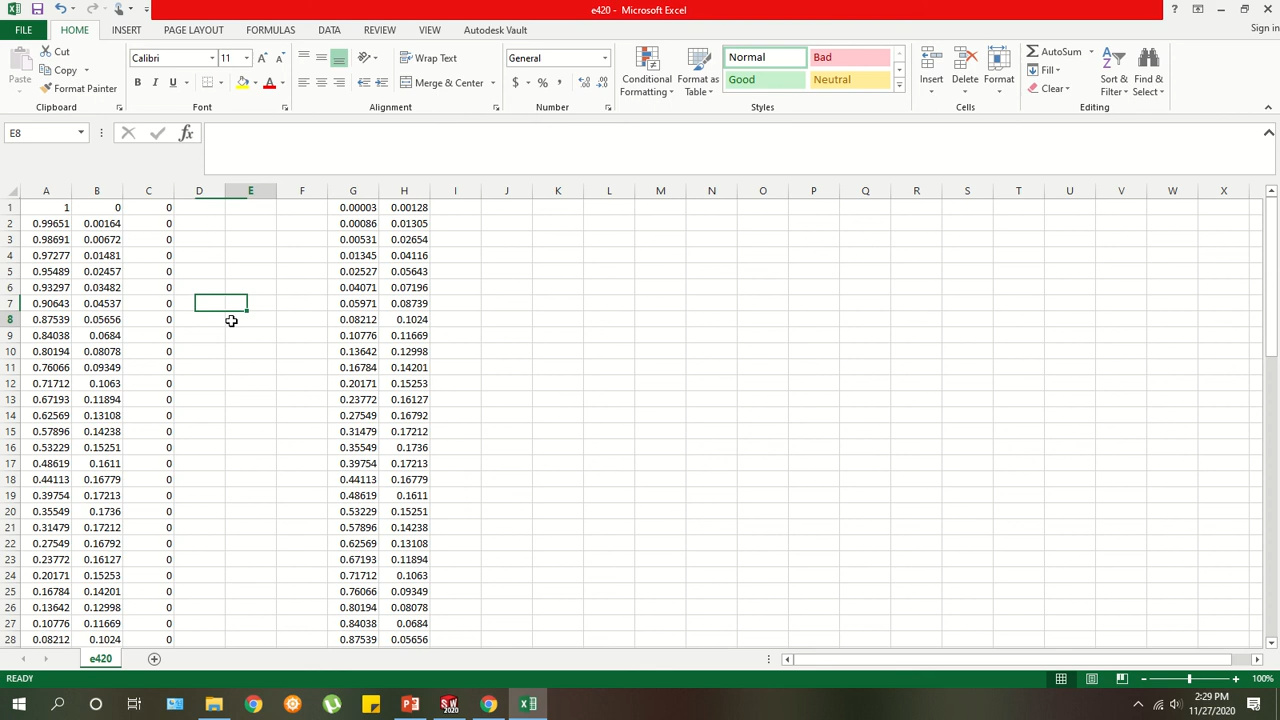 e420 - Microsoft Excel
Sign in
FILE HOME INSERT PAGE LAYOUT FORMULAS DATA REVIEW VIEW Autodesk Vault
Paste
Cut
Copy
Format Painter
Clipboard
Calibri 11
B I U
Font
Wrap Text
Merge & Center
Alignment
General
$ % ,
Number
Conditional Formatting
Format as Table
Normal Bad
Good Neutral
Styles
Insert Delete Format
Cells
AutoSum
Fill
Clear
Sort & Filter
Find & Select
Editing
E8
fx
A B C D E F G H I J K L M N O P Q R S T U V W X
1 1 0 0 0.00003 0.00128
2 0.99651 0.00164 0 0.00086 0.01305
3 0.98691 0.00672 0 0.00531 0.02654
4 0.97277 0.01481 0 0.01345 0.04116
5 0.95489 0.02457 0 0.02527 0.05643
6 0.93297 0.03482 0 0.04071 0.07196
7 0.90643 0.04537 0 0.05971 0.08739
8 0.87539 0.05656 0 0.08212 0.1024
9 0.84038 0.0684 0 0.10776 0.11669
10 0.80194 0.08078 0 0.13642 0.12998
11 0.76066 0.09349 0 0.16784 0.14201
12 0.71712 0.1063 0 0.20171 0.15253
13 0.67193 0.11894 0 0.23772 0.16127
14 0.62569 0.13108 0 0.27549 0.16792
15 0.57896 0.14238 0 0.31479 0.17212
16 0.53229 0.15251 0 0.35549 0.1736
17 0.48619 0.1611 0 0.39754 0.17213
18 0.44113 0.16779 0 0.44113 0.16779
19 0.39754 0.17213 0 0.48619 0.1611
20 0.35549 0.1736 0 0.53229 0.15251
21 0.31479 0.17212 0 0.57896 0.14238
22 0.27549 0.16792 0 0.62569 0.13108
23 0.23772 0.16127 0 0.67193 0.11894
24 0.20171 0.15253 0 0.71712 0.1063
25 0.16784 0.14201 0 0.76066 0.09349
26 0.13642 0.12998 0 0.80194 0.08078
27 0.10776 0.11669 0 0.84038 0.0684
28 0.08212 0.1024 0 0.87539 0.05656
e420
READY
100%
2:29 PM
11/27/2020